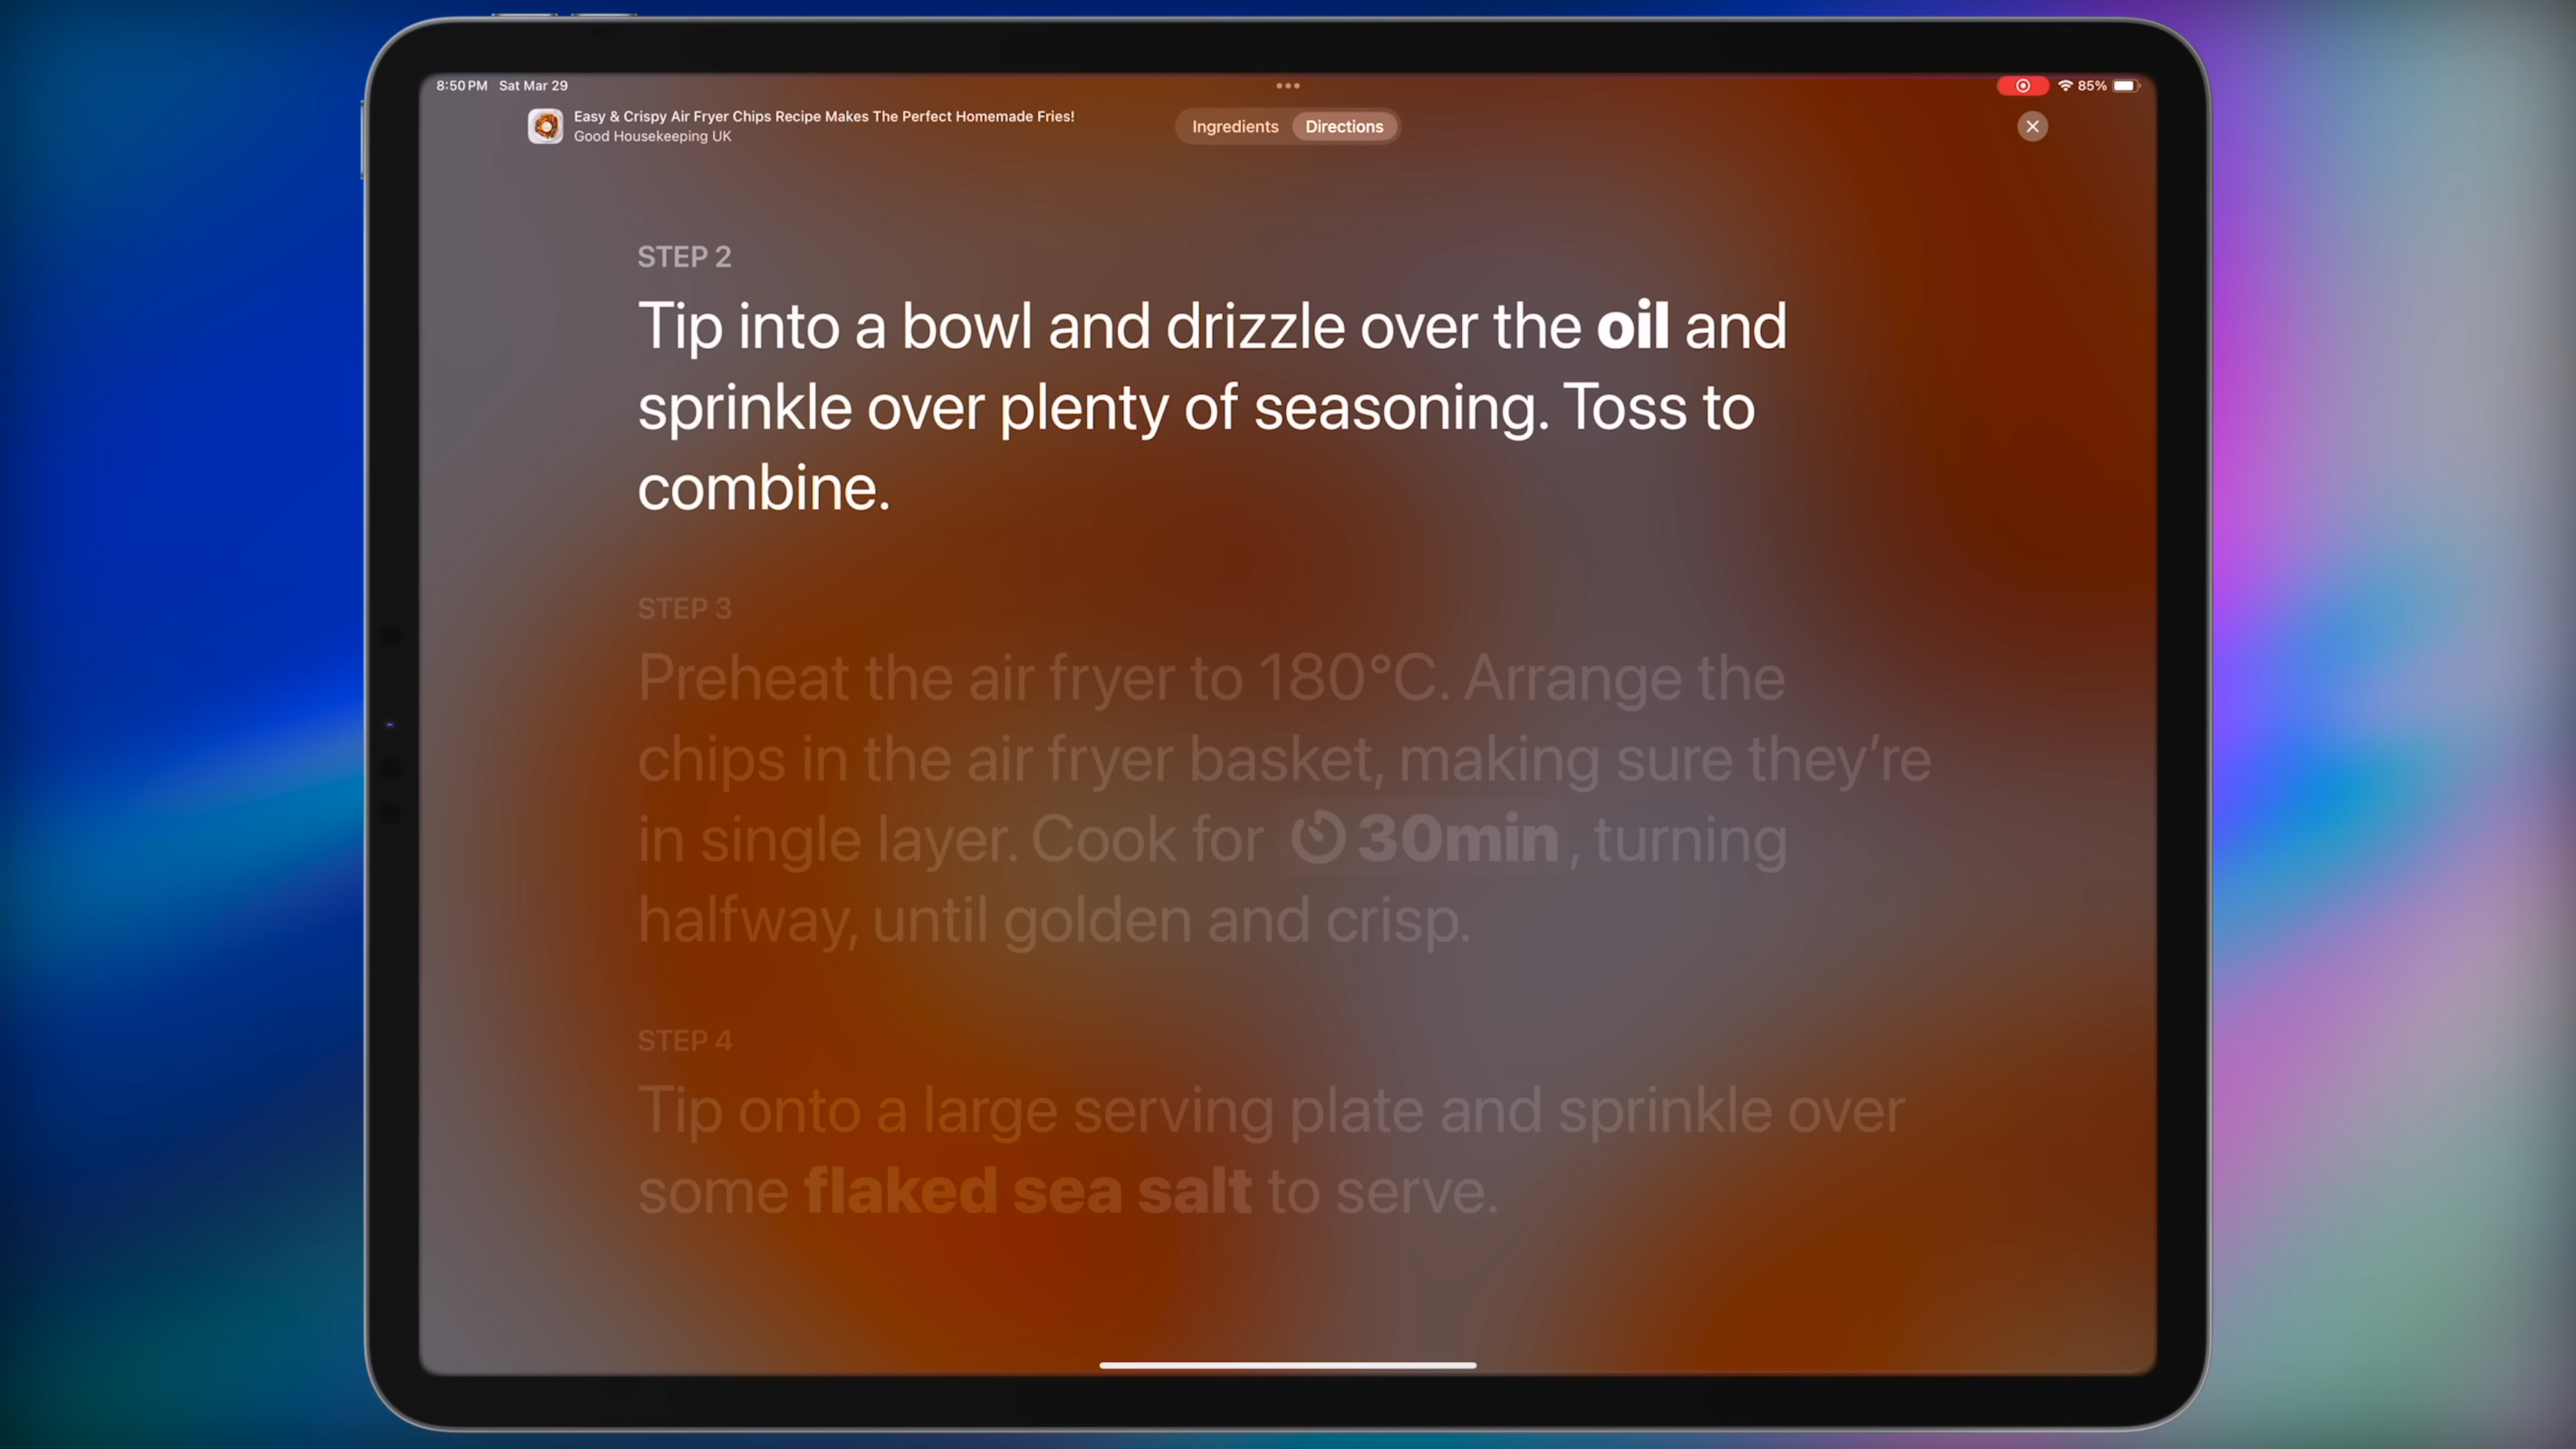 8:50 PM Sat Mar 29
85%
Easy & Crispy Air Fryer Chips Recipe Makes The Perfect Homemade Fries!
Good Housekeeping UK
Ingredients Directions
STEP 2
Tip into a bowl and drizzle over the oil and
sprinkle over plenty of seasoning. Toss to
combine.
STEP 3
Preheat the air fryer to 180°C. Arrange the
chips in the air fryer basket, making sure they’re
in single layer. Cook for 30min, turning
halfway, until golden and crisp.
STEP 4
Tip onto a large serving plate and sprinkle over
some flaked sea salt to serve.